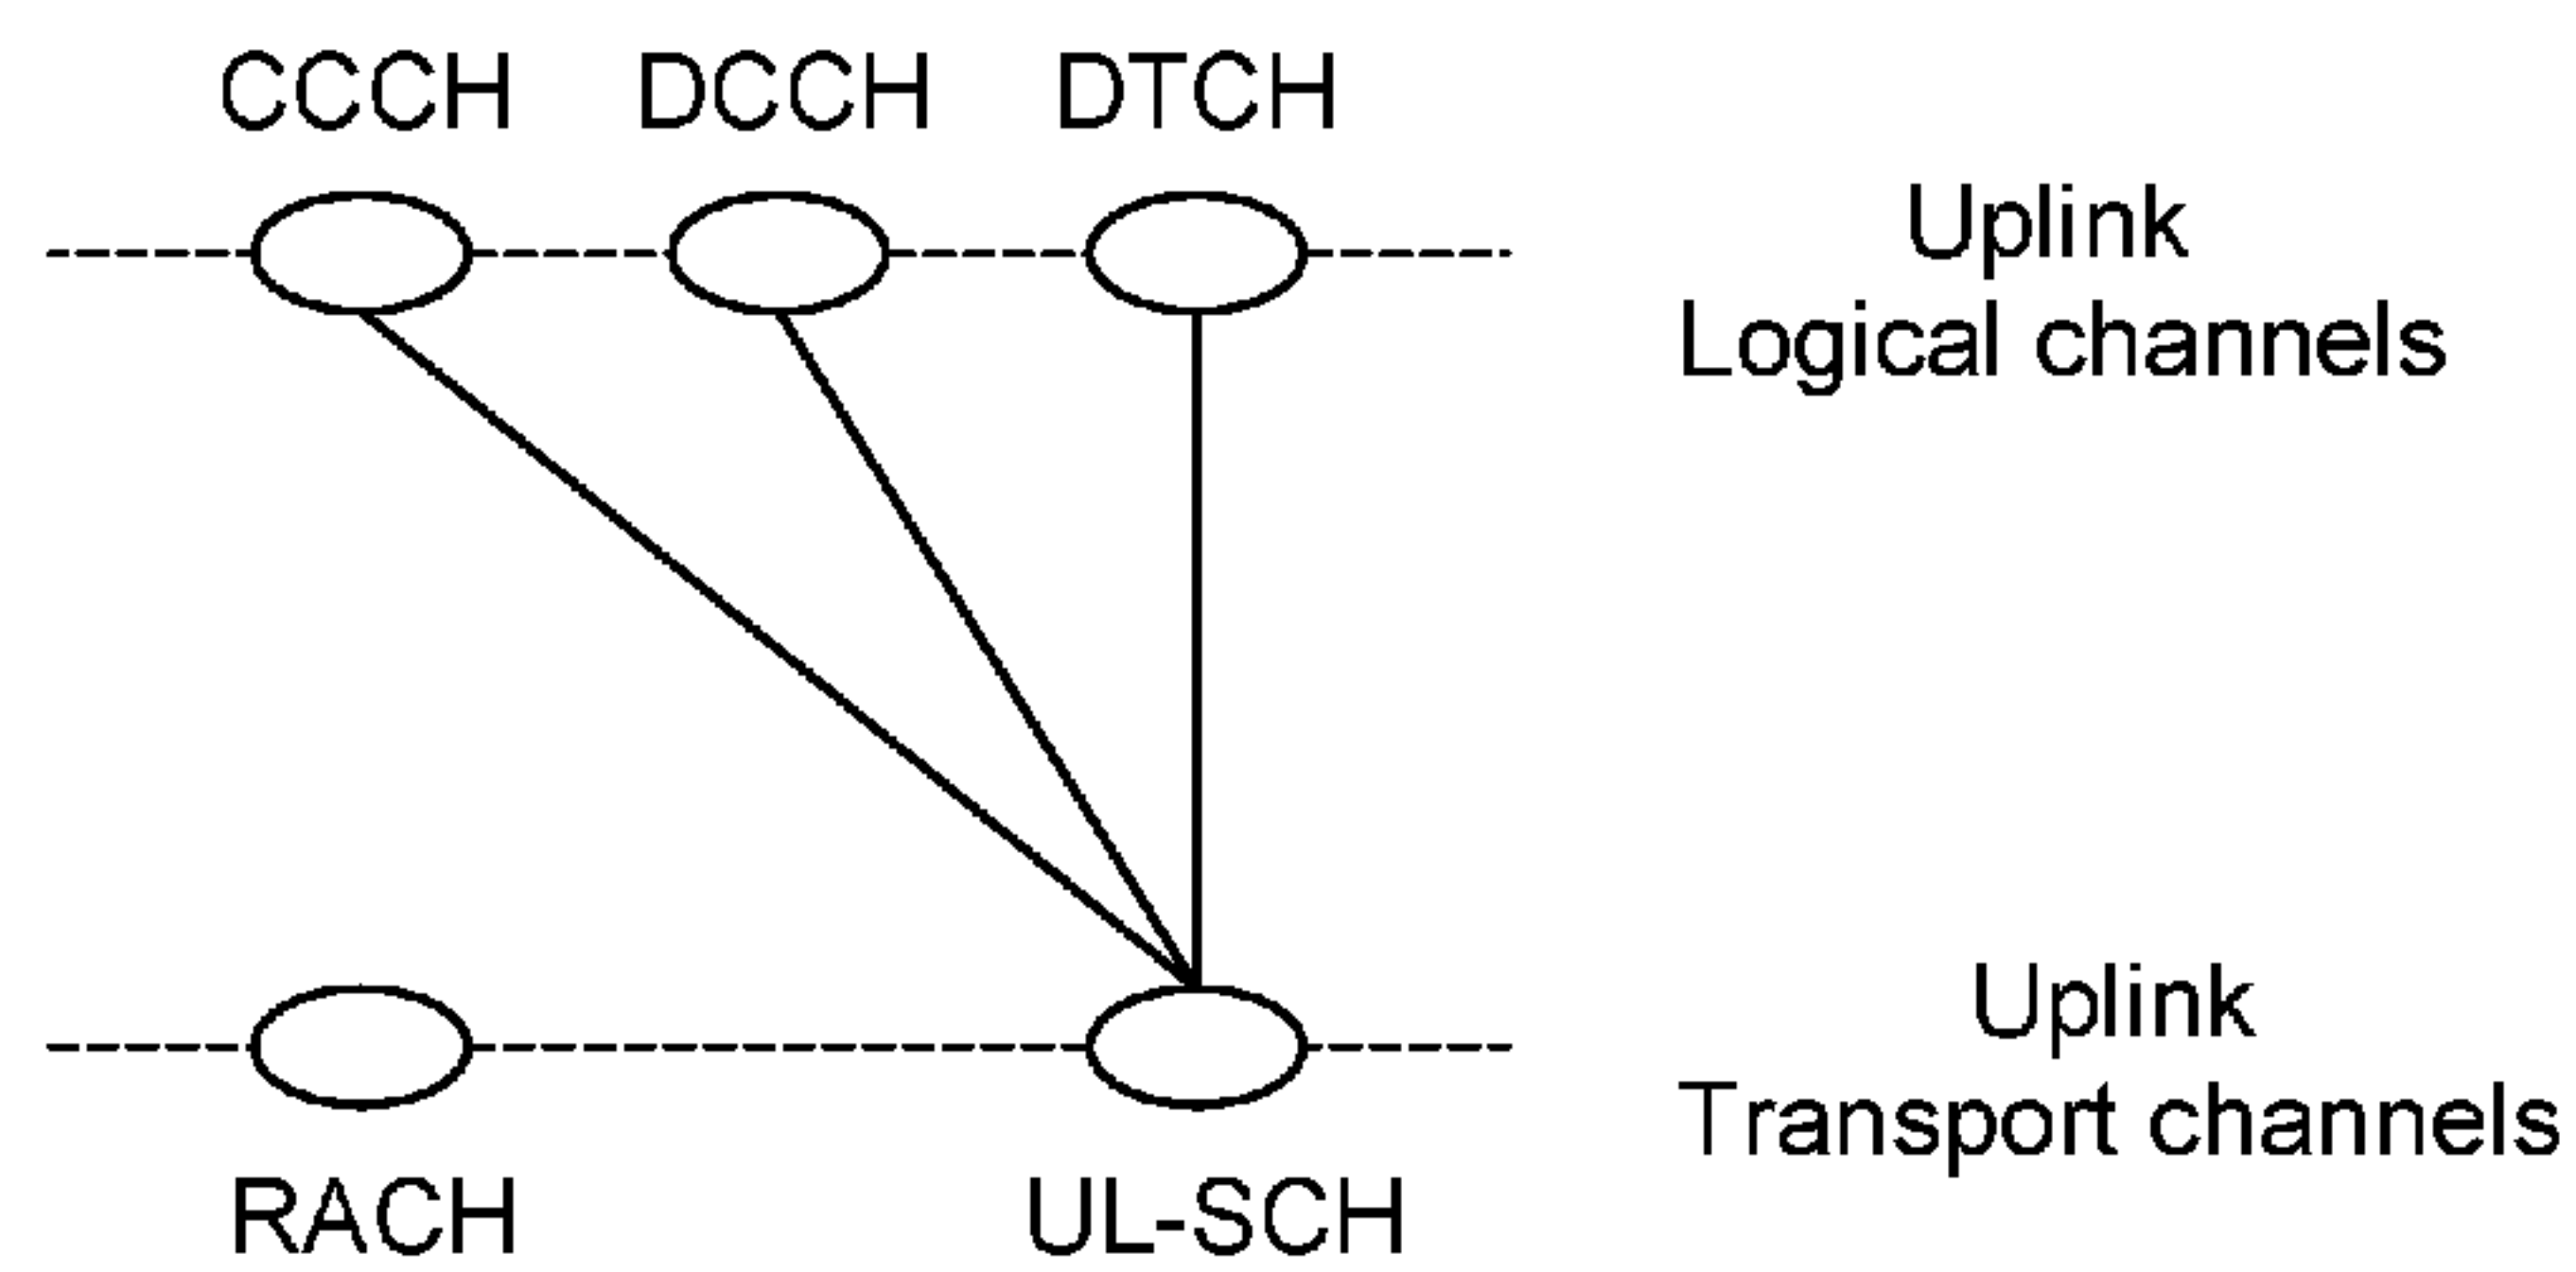 CCCH DCCH DTCH
Uplink
Logical channels
Uplink
Transport channels
RACH UL-SCH